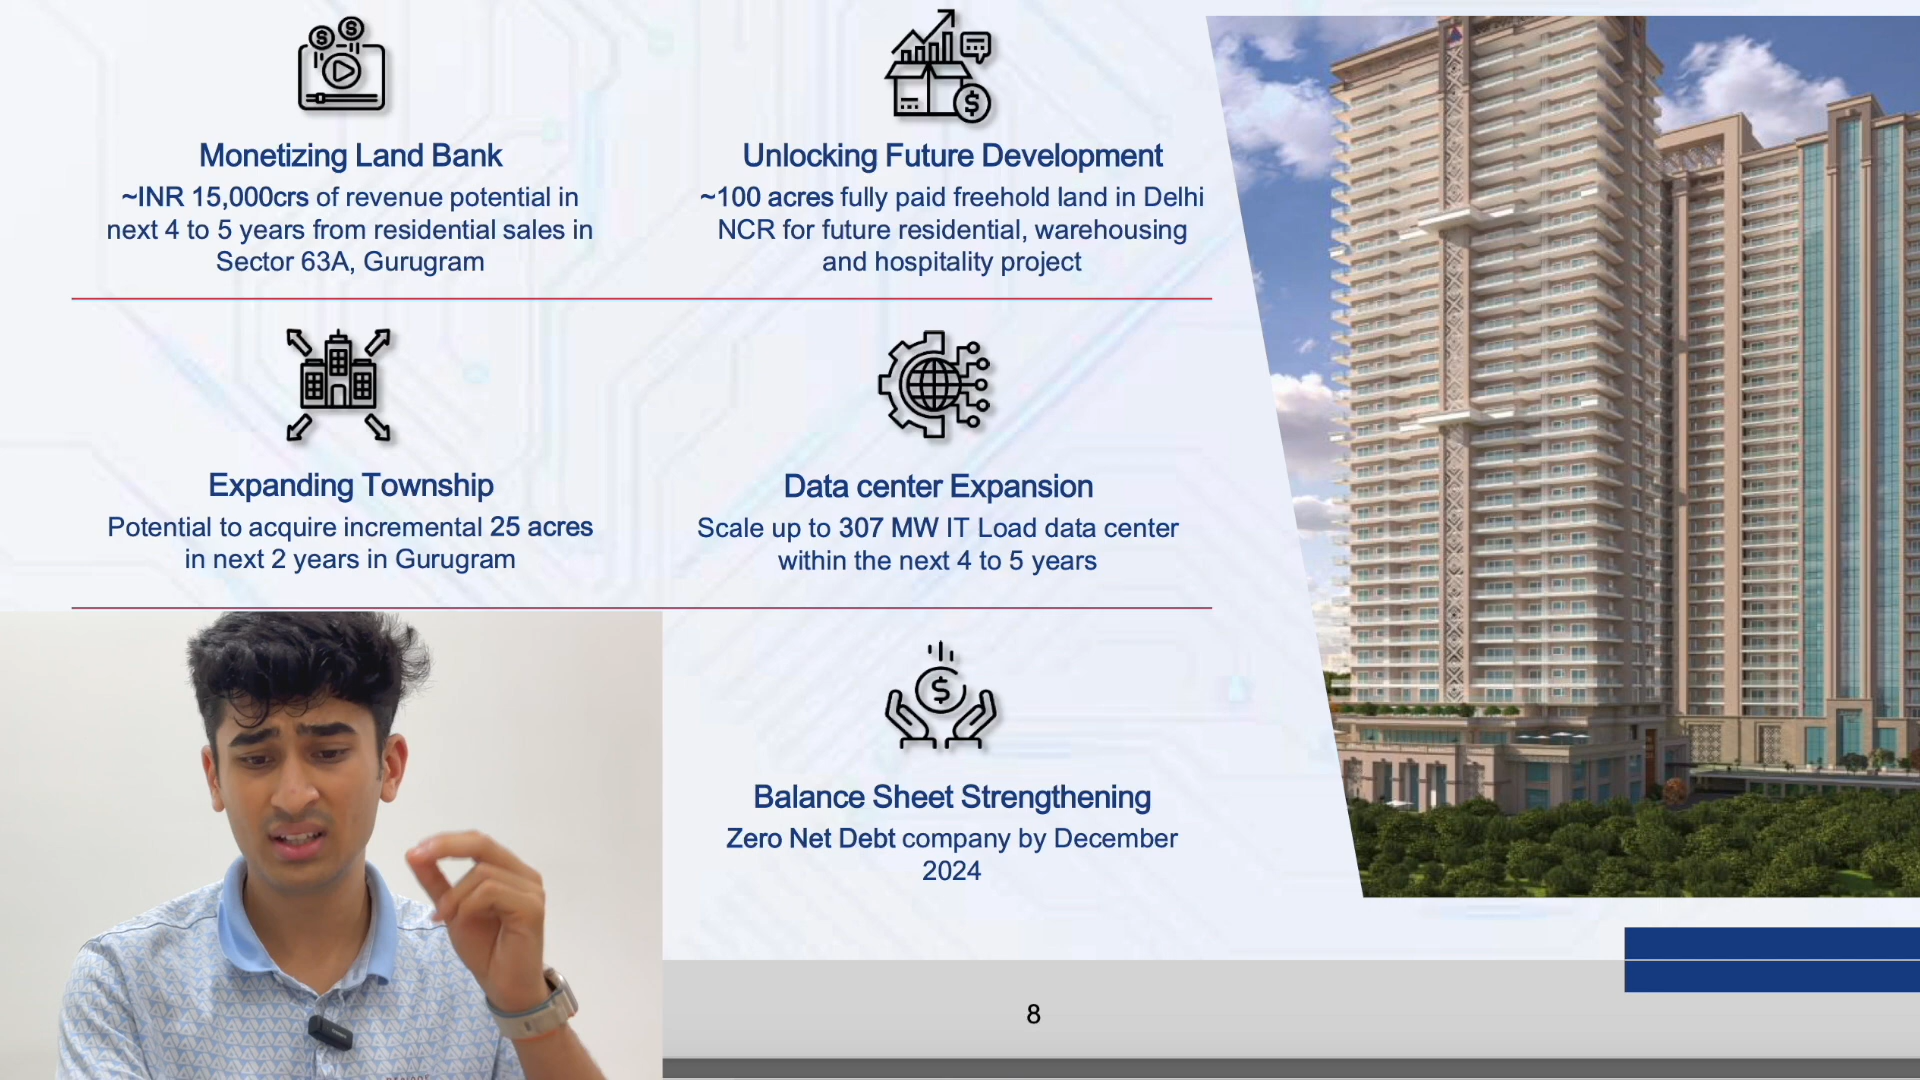 Monetizing Land Bank
~INR 15,000crs of revenue potential in
next 4 to 5 years from residential sales in
Sector 63A, Gurugram
Unlocking Future Development
~100 acres fully paid freehold land in Delhi
NCR for future residential, warehousing
and hospitality project
Expanding Township
Potential to acquire incremental 25 acres
in next 2 years in Gurugram
Data center Expansion
Scale up to 307 MW IT Load data center
within the next 4 to 5 years
Balance Sheet Strengthening
Zero Net Debt company by December
2024
8